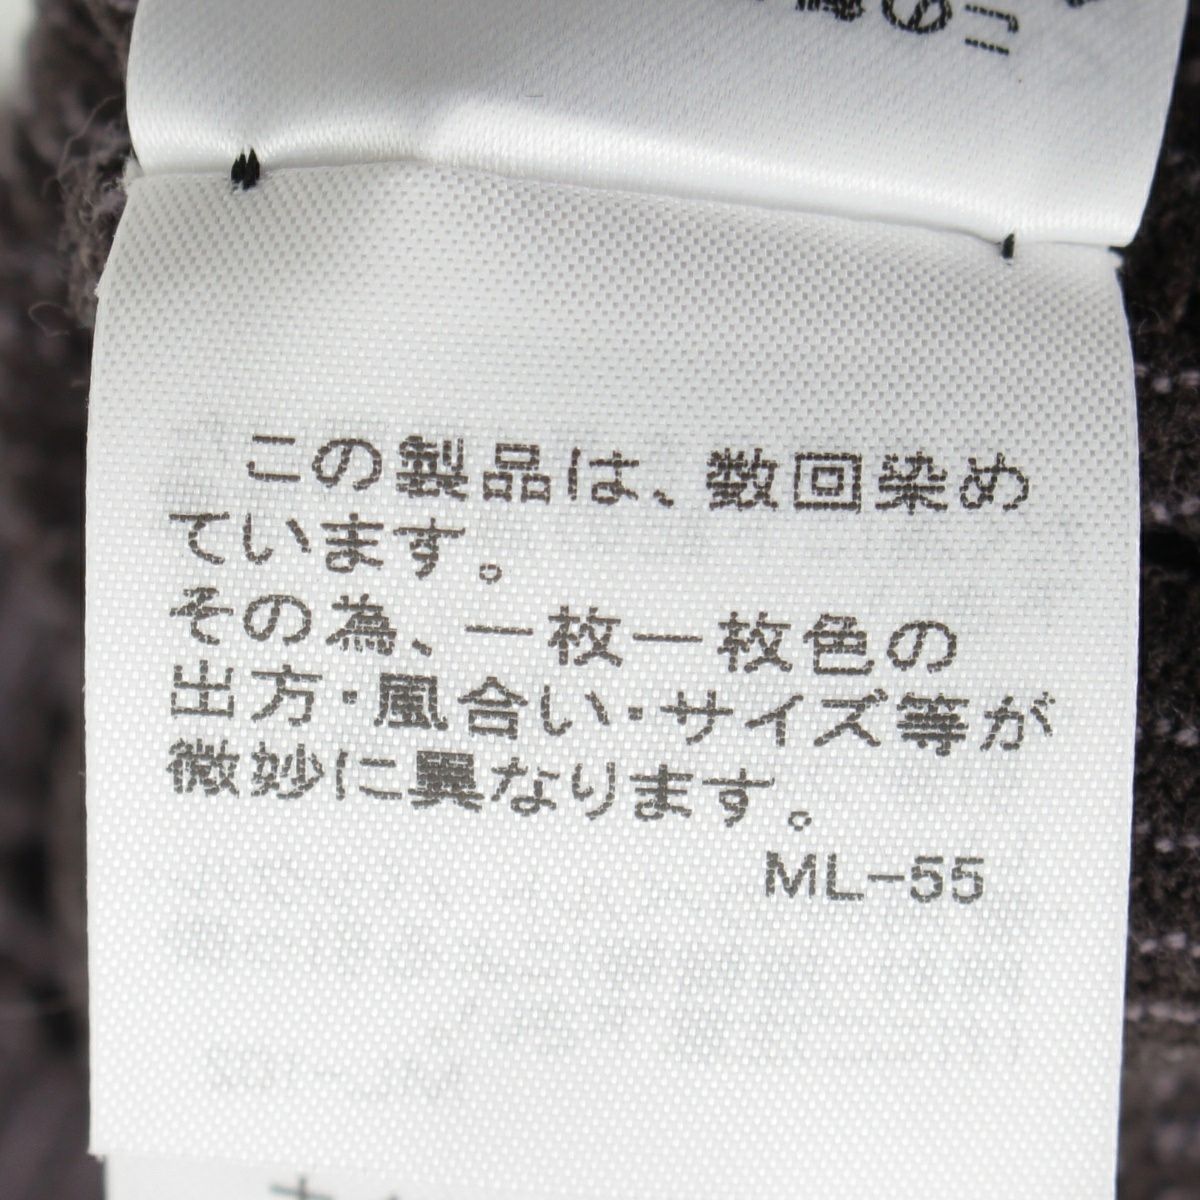 この製品は、数回染め
ています。
その為、一枚一枚色の
出方・風合い・サイズ等が
微妙に異なります。
ML-55